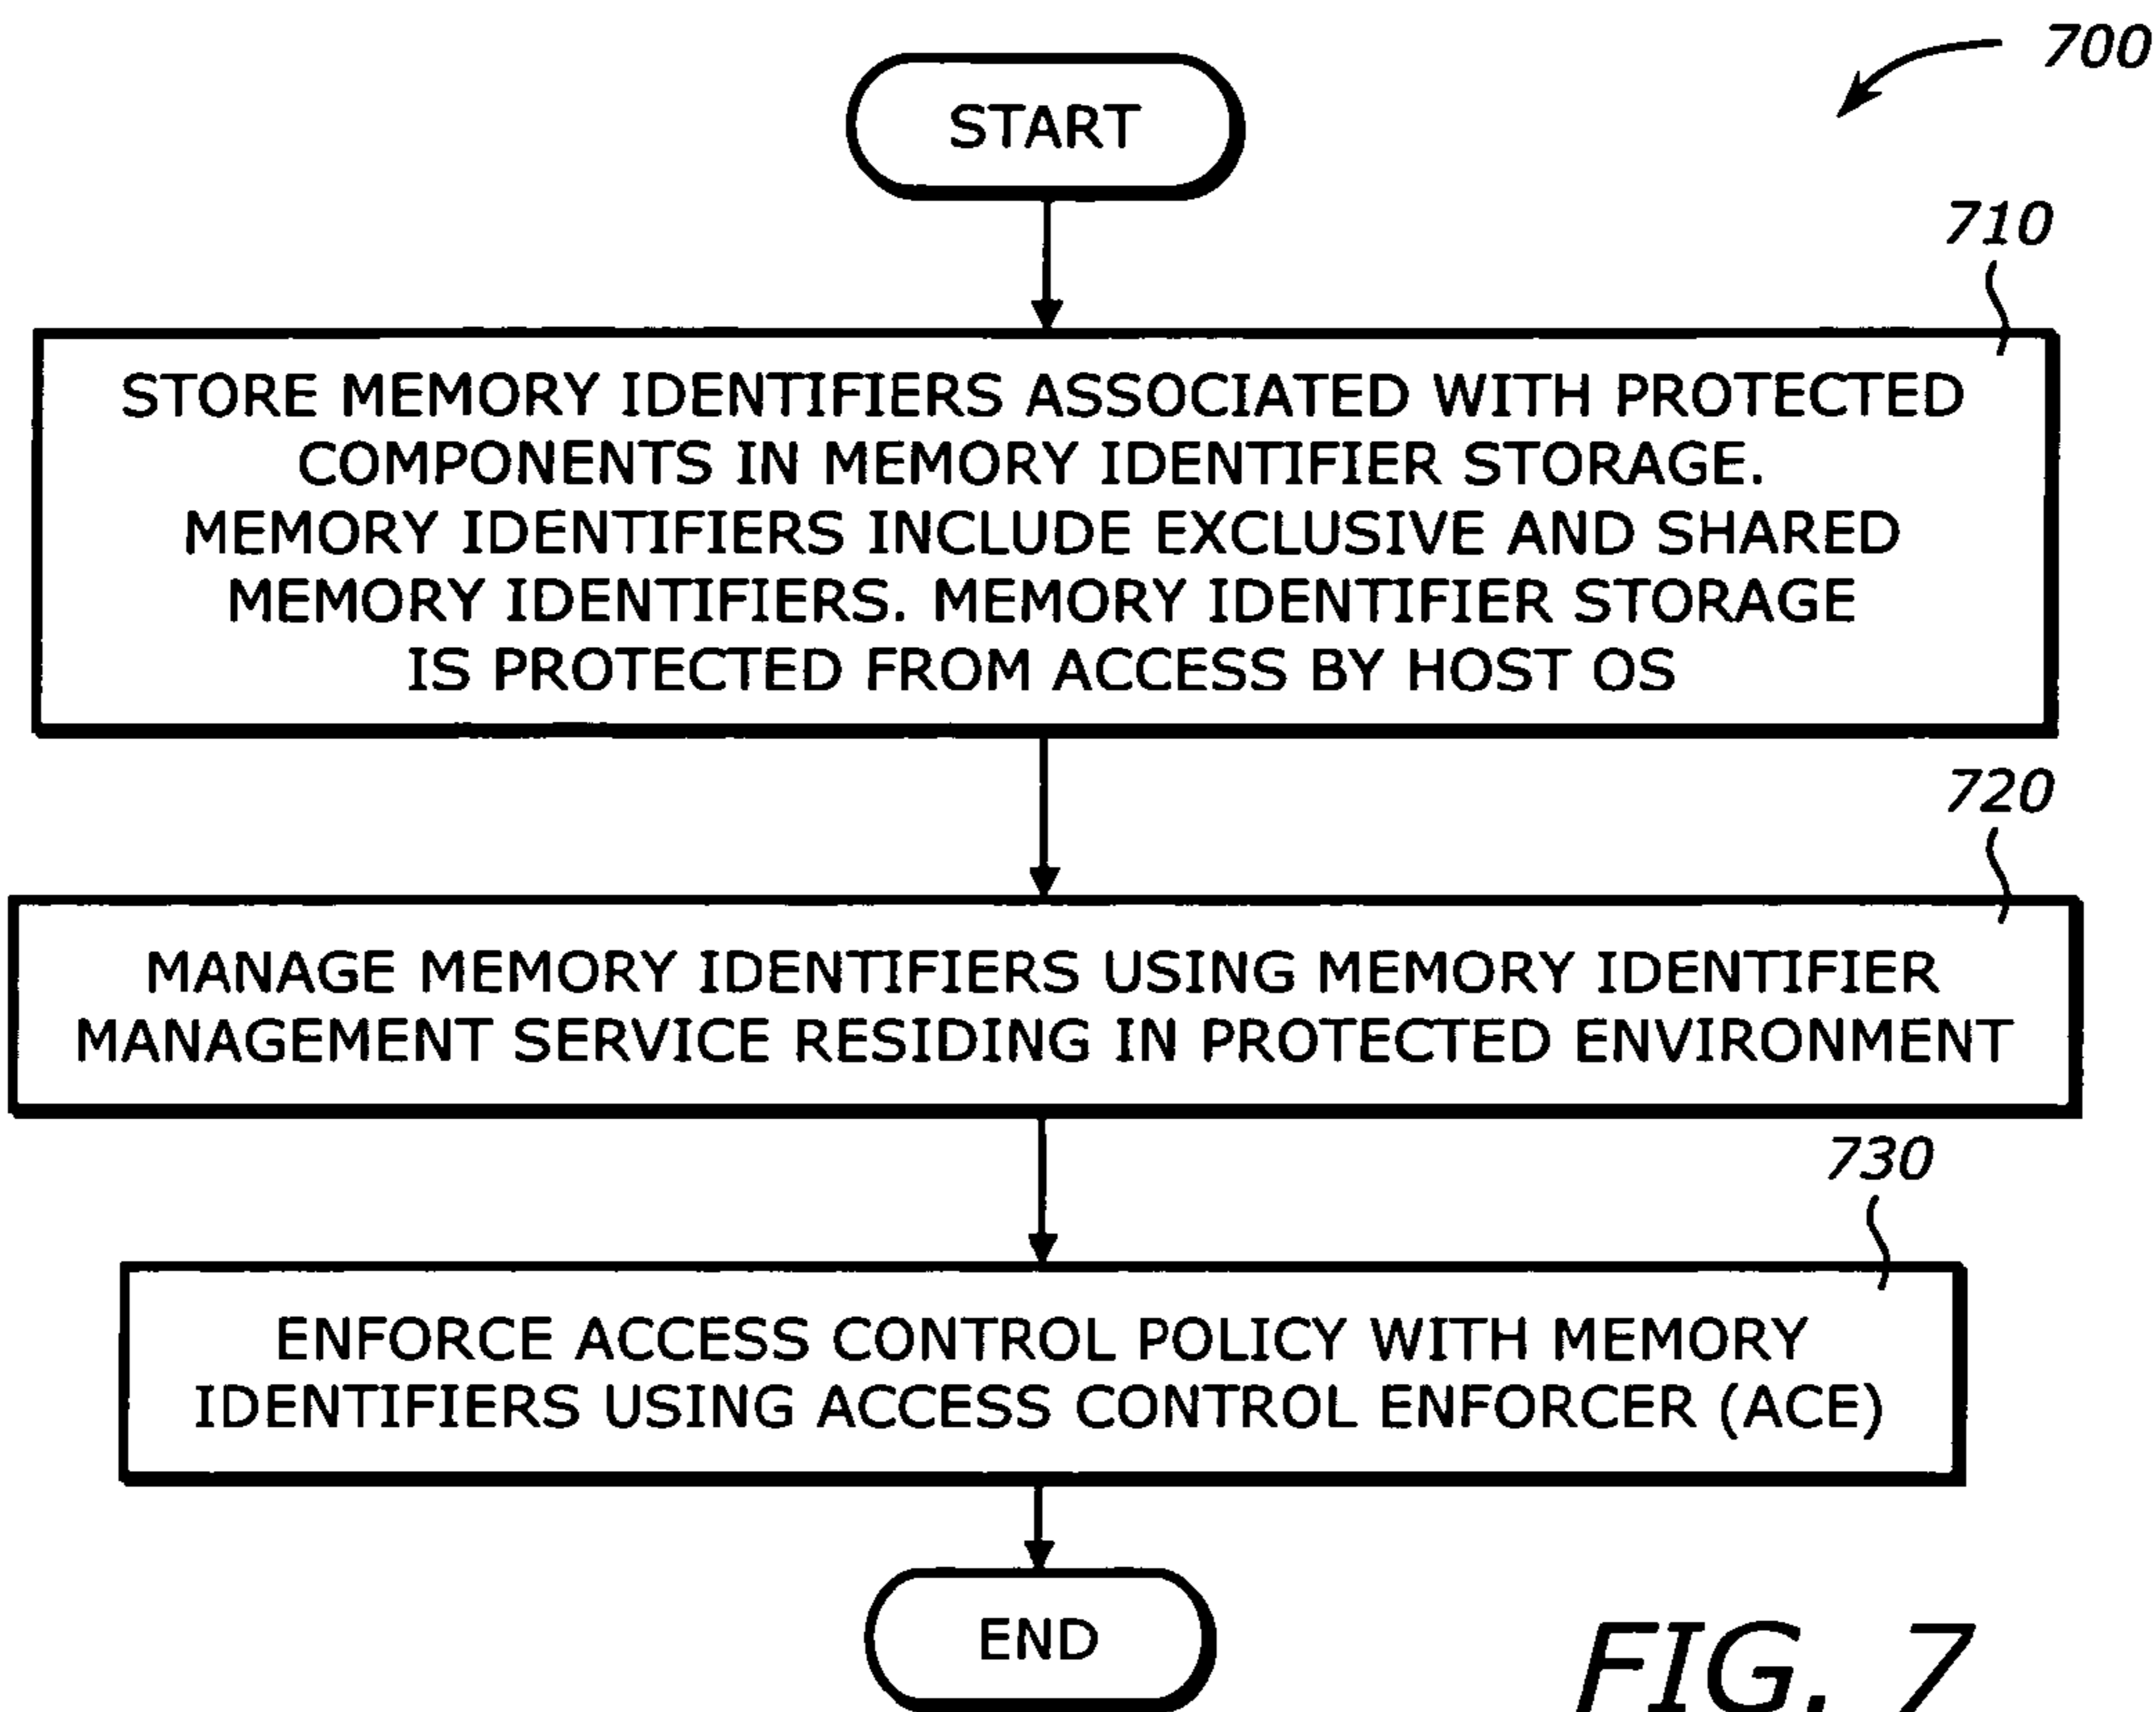 700
START
710
STORE MEMORY IDENTIFIERS ASSOCIATED WITH PROTECTED
COMPONENTS IN MEMORY IDENTIFIER STORAGE.
MEMORY IDENTIFIERS INCLUDE EXCLUSIVE AND SHARED
MEMORY IDENTIFIERS. MEMORY IDENTIFIER STORAGE
IS PROTECTED FROM ACCESS BY HOST OS
720
MANAGE MEMORY IDENTIFIERS USING MEMORY IDENTIFIER
MANAGEMENT SERVICE RESIDING IN PROTECTED ENVIRONMENT
730
ENFORCE ACCESS CONTROL POLICY WITH MEMORY
IDENTIFIERS USING ACCESS CONTROL ENFORCER (ACE)
END
FIG. 7